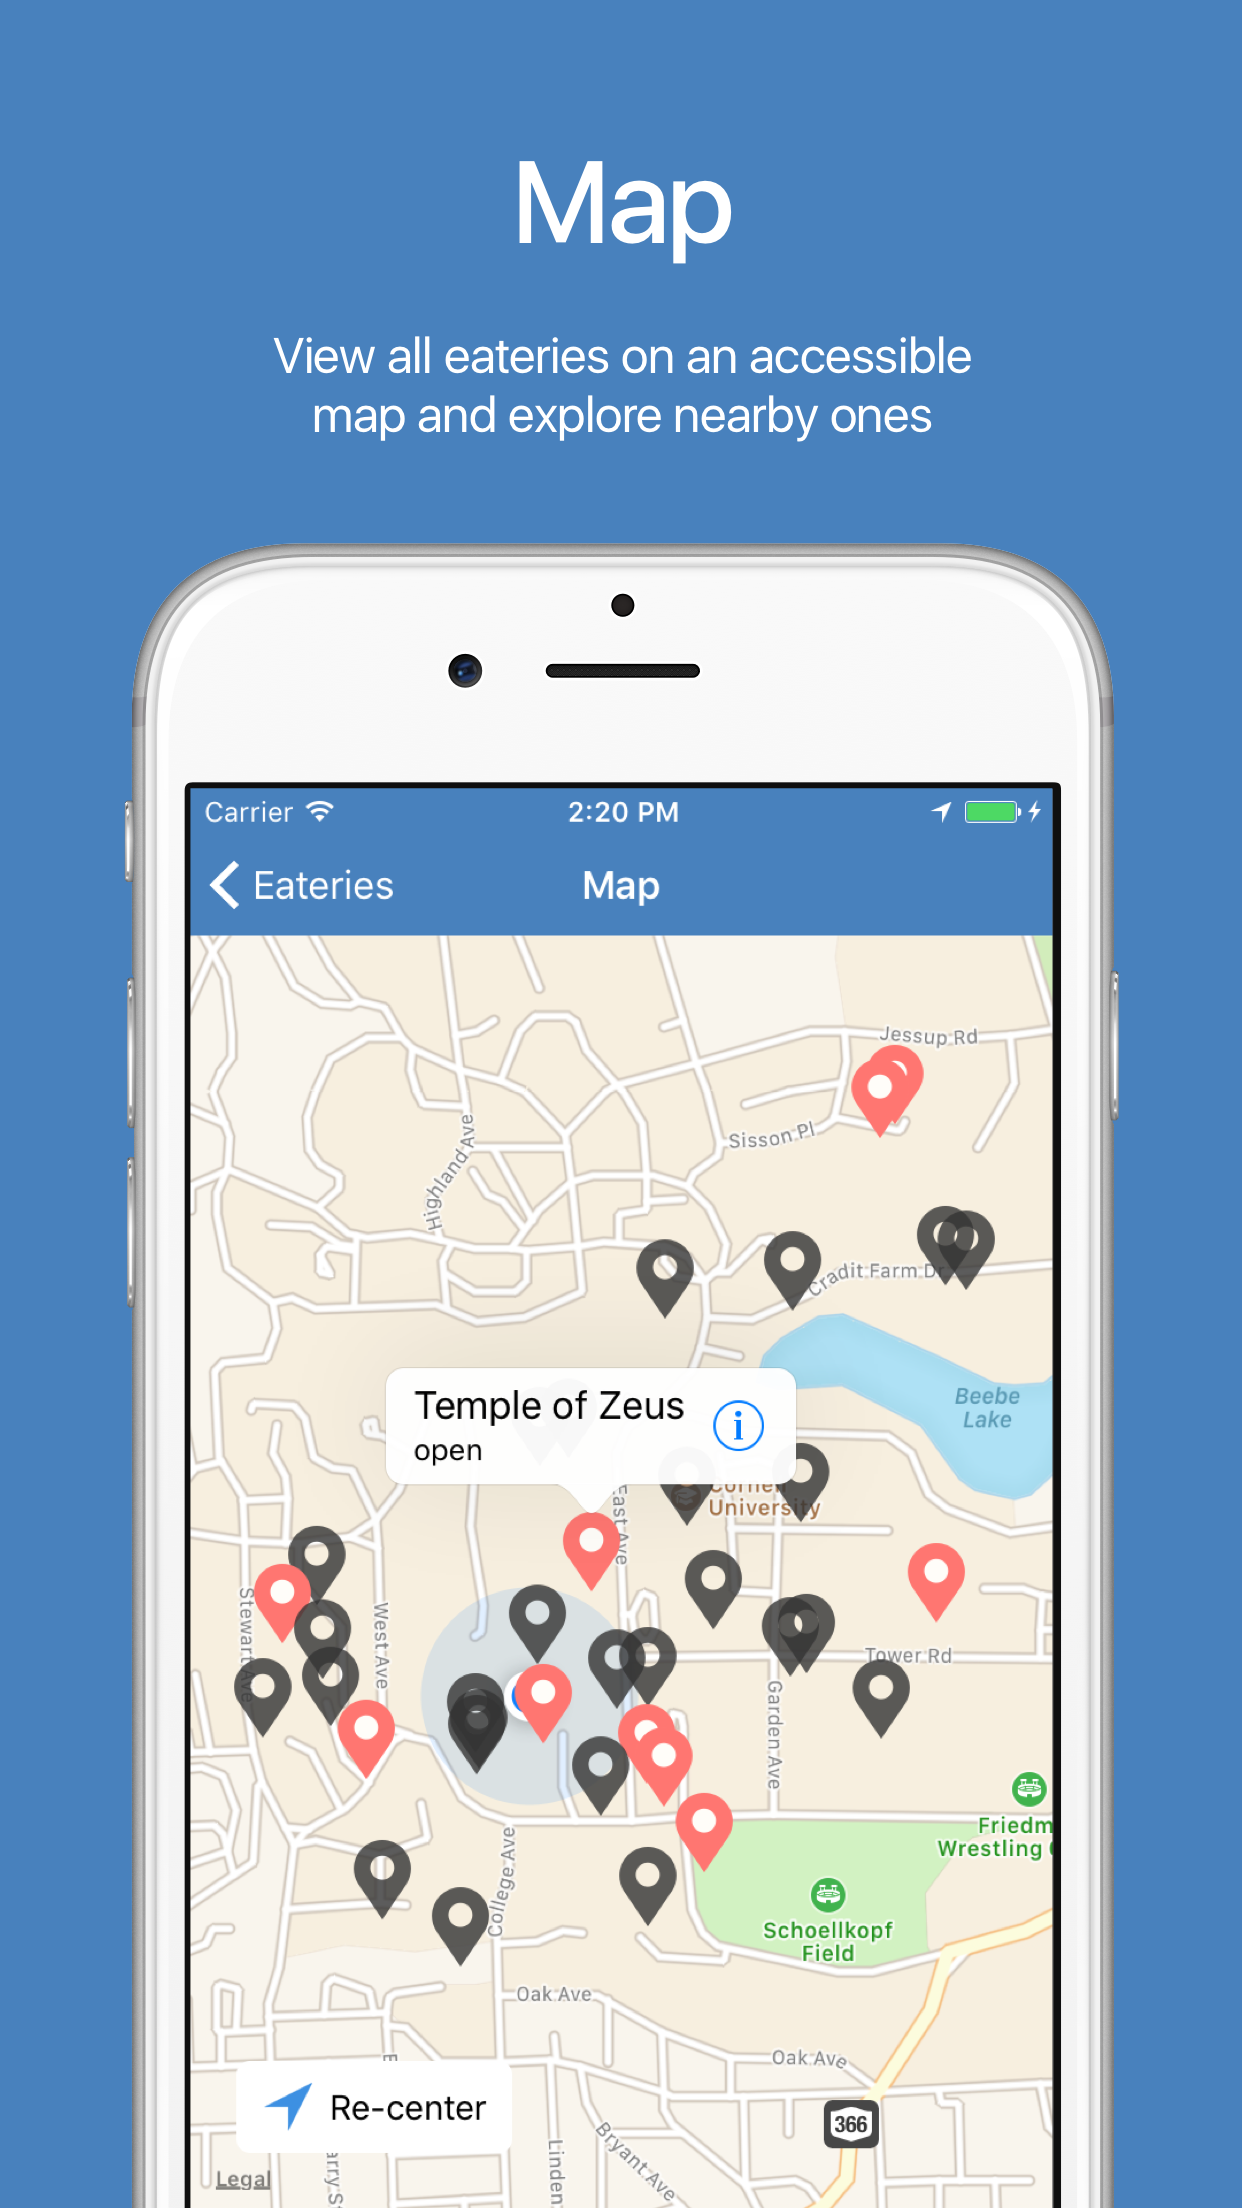 Map
View all eateries on an accessible
map and explore nearby ones
Carrier
2:20 PM
Eateries
Map
Jessup Rd
Sisson Pl
Highland Ave
Cradit Farm Dr
Beebe
Lake
Temple of Zeus
open
i
Cornell
University
East Ave
Stewart Ave
West Ave
Tower Rd
Garden Ave
Friedm
Wrestling
College Ave
Schoellkopf
Field
Oak Ave
Oak Ave
366
Re-center
Bryant Ave
Linden
Legal